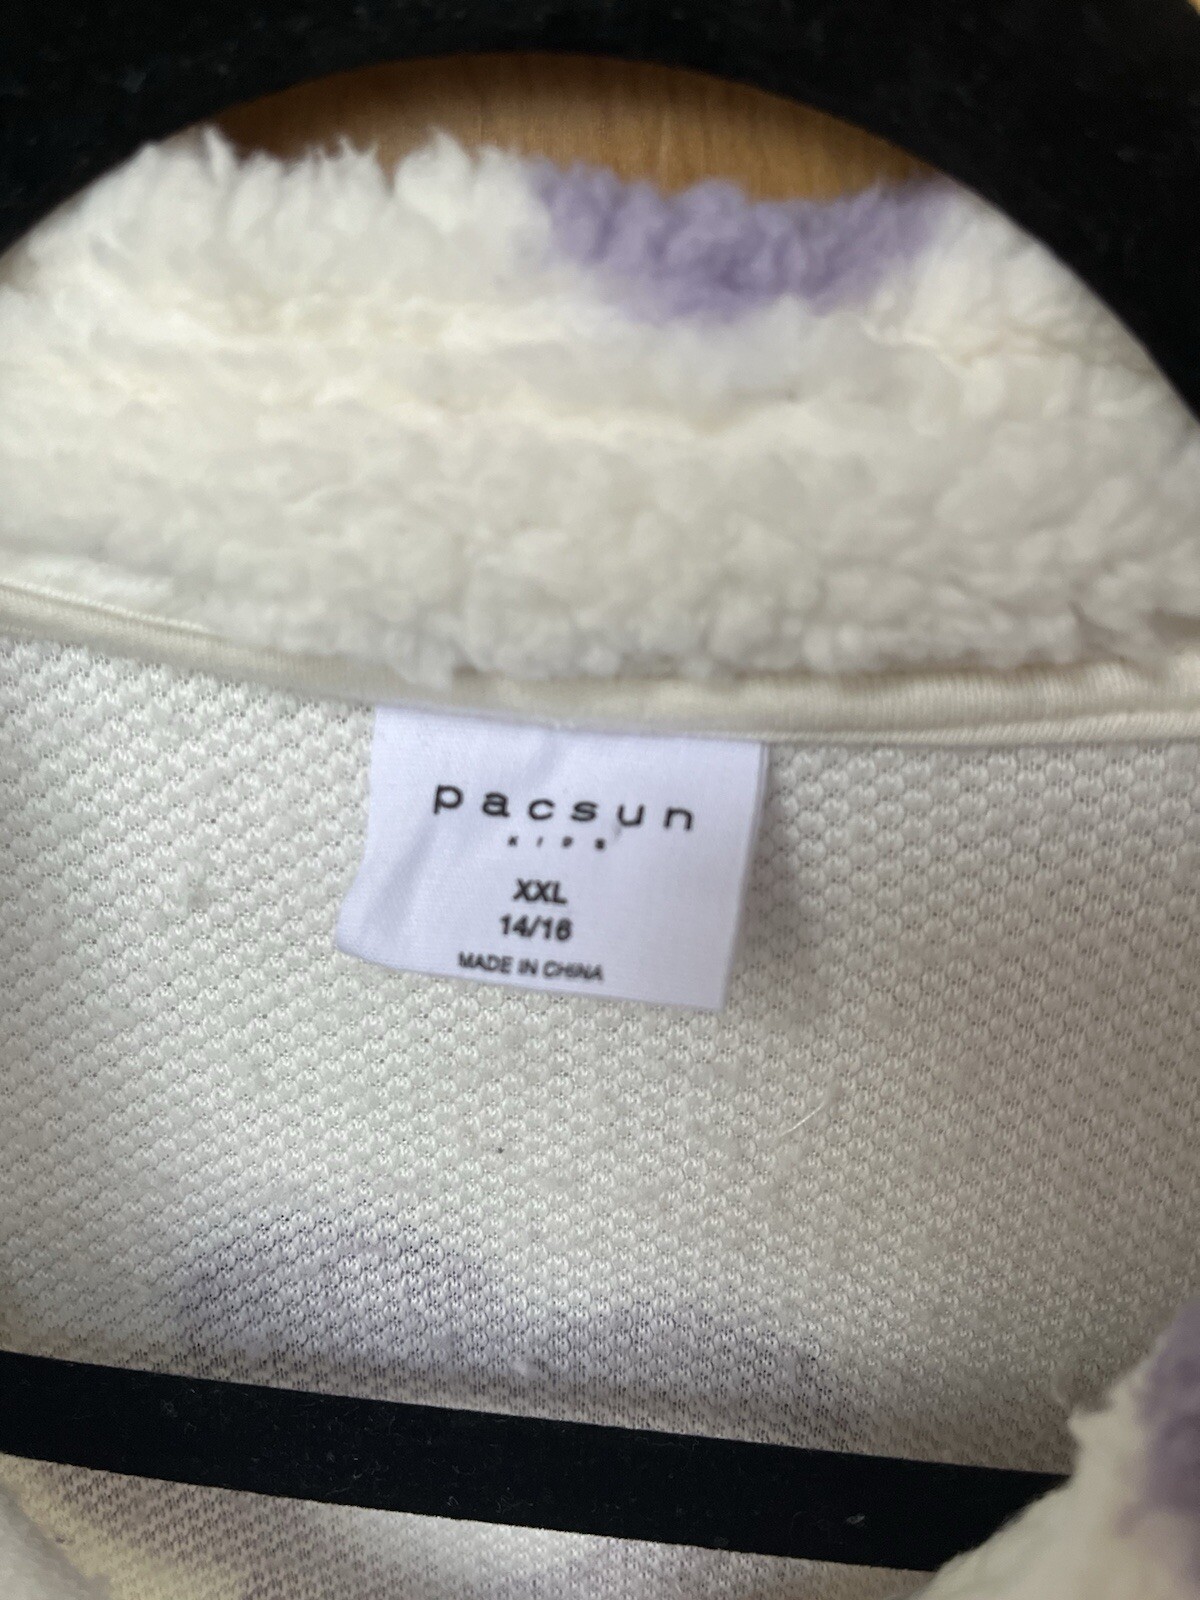 pacsun
KIDS
XXL
14/16
MADE IN CHINA